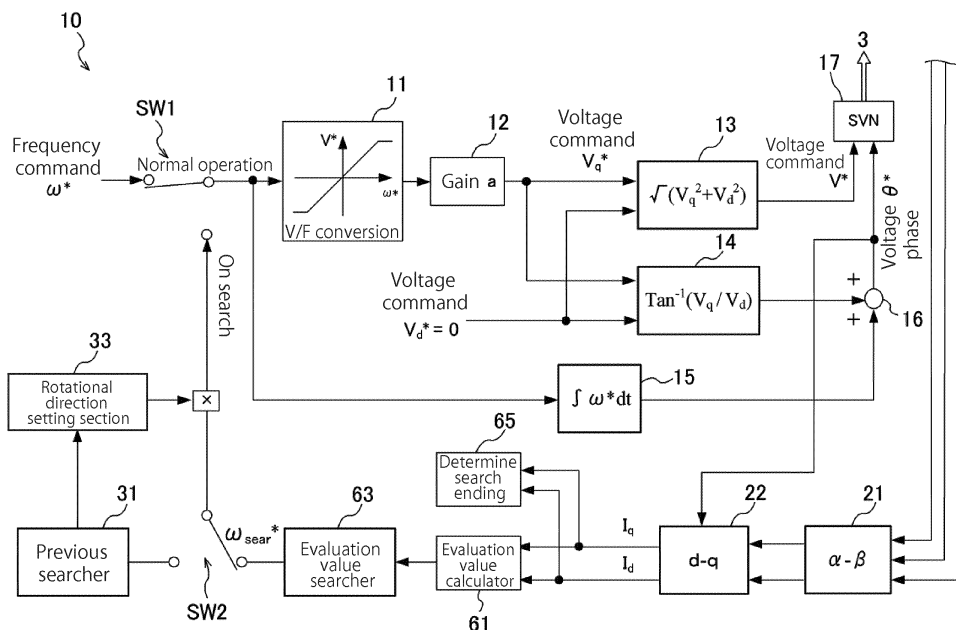 10
SW1
Frequency
command
ω*
Normal operation
11
V*
ω*
V/F conversion
12
Gain a
Voltage
command
Vq*
13
√(Vq²+Vd²)
Voltage
command
V*
3
17
SVN
Voltage θ*
phase
On search
Voltage
command
Vd* = 0
14
Tan⁻¹(Vq / Vd)
+
+
16
33
Rotational
direction
setting section
×
15
∫ ω* dt
65
Determine
search
ending
31
Previous
searcher
SW2
ωsear*
63
Evaluation
value
searcher
Evaluation
value
calculator
61
Iq
Id
22
d-q
21
α-β